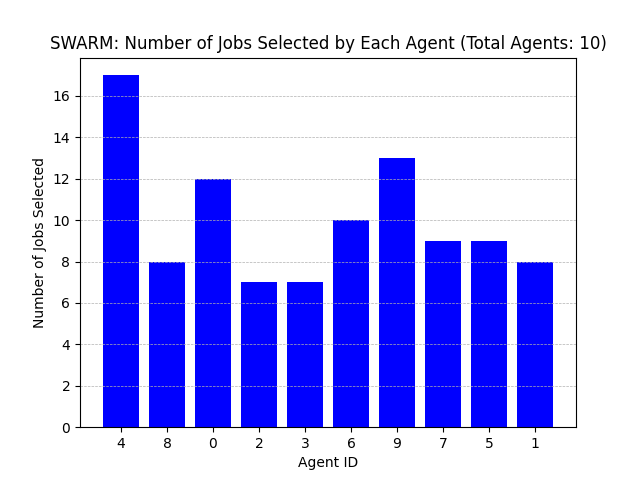 SWARM: Number of Jobs Selected by Each Agent (Total Agents: 10)
Number of Jobs Selected
16
14
12
10
8
6
4
2
0
4 8 0 2 3 6 9 7 5 1
Agent ID